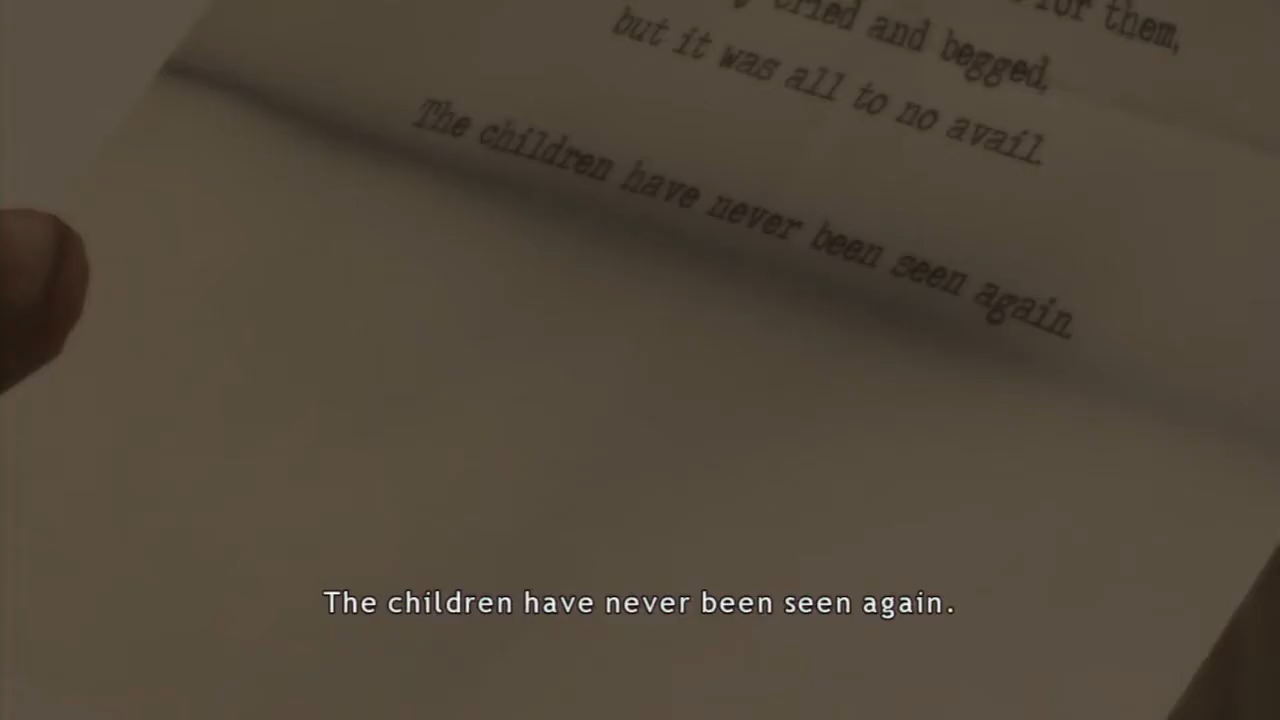 for them,
cried and begged,
but it was all to no avail.
The children have never been seen again.
The children have never been seen again.